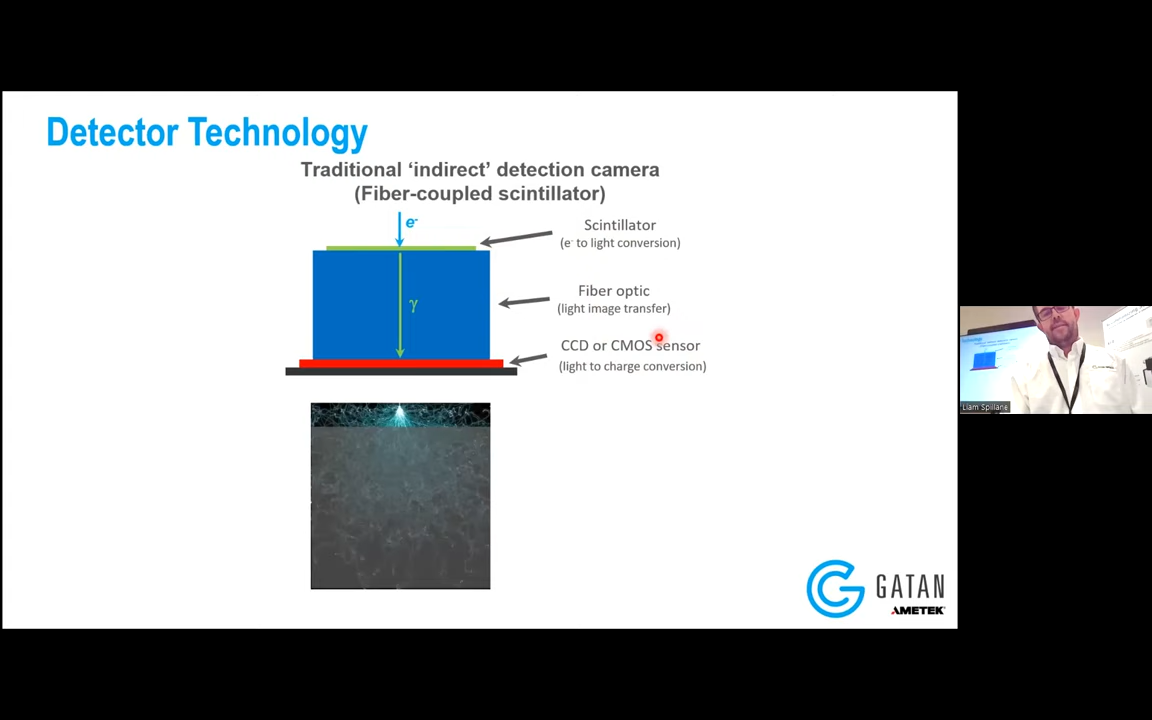 Detector Technology
Traditional ‘indirect’ detection camera
(Fiber-coupled scintillator)
e-
Scintillator
(e- to light conversion)
γ
Fiber optic
(light image transfer)
CCD or CMOS sensor
(light to charge conversion)
Liam Spillane
GATAN
AMETEK